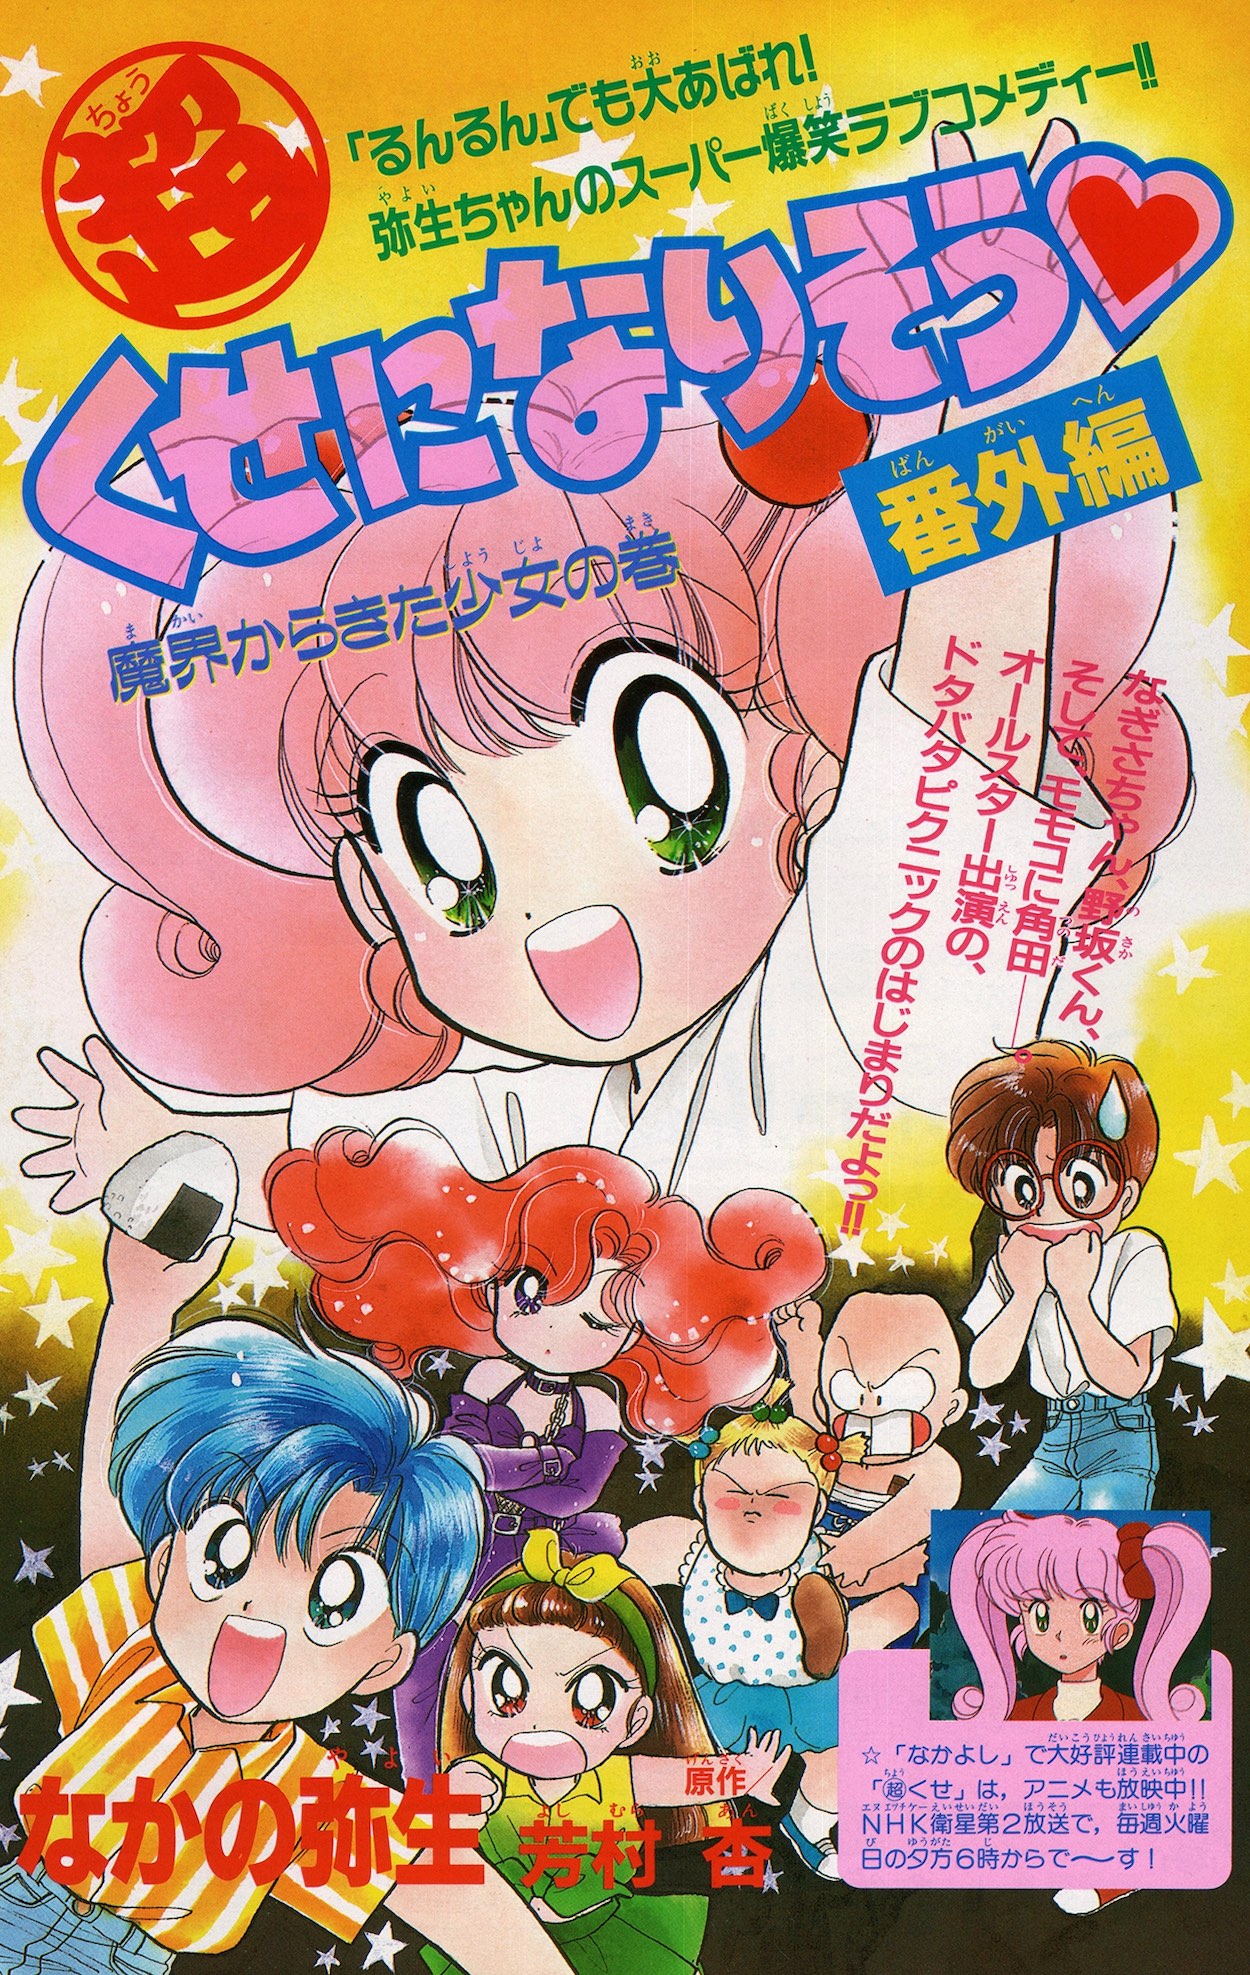 「るんるん」でも大あばれ!
弥生ちゃんのスーパー爆笑ラブコメディー!!
超
くせになりそう♥
番外編
魔界からきた少女の巻
なぎさちゃん、野坂くん、
そして、モモコに角田――。
オールスター出演の、
ドタバタピクニックのはじまりだよっ!!
なかの弥生
原作/
芳村 杏
☆「なかよし」で大好評連載中の
「超くせ」は，アニメも放映中!!
NHK衛星第2放送で，毎週火曜
日の夕方6時からで〜〜す！